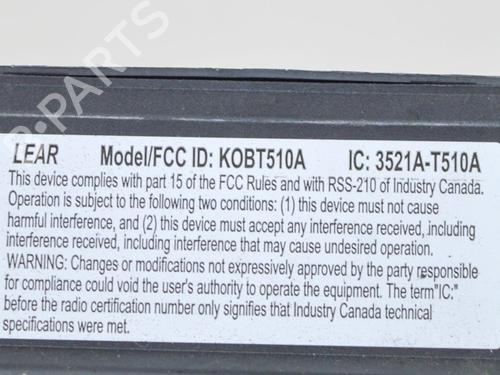 B-PARTS
LEAR Model/FCC ID: KOBT510A IC: 3521A-T510A
This device complies with part 15 of the FCC Rules and with RSS-210 of Industry Canada.
Operation is subject to the following two conditions: (1) this device must not cause
harmful interference, and (2) this device must accept any interference received, including
interference received, including interference that may cause undesired operation.
WARNING: Changes or modifications not expressively approved by the party responsible
for compliance could void the user's authority to operate the equipment. The term"IC:"
before the radio certification number only signifies that Industry Canada technical
specifications were met.